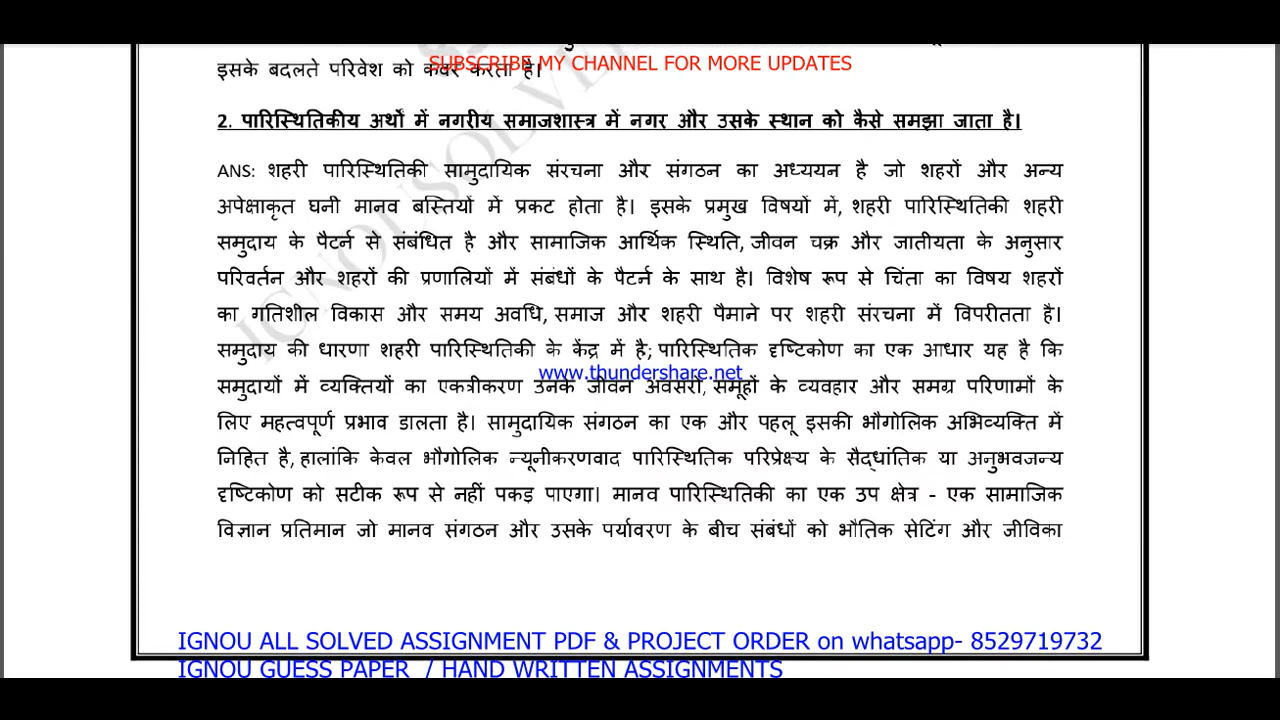 SUBSCRIBE MY CHANNEL FOR MORE UPDATES
इसके बदलते परिवेश को कवर करता है।
2. पारिस्थितिकीय अर्थों में नगरीय समाजशास्त्र में नगर और उसके स्थान को कैसे समझा जाता है।
ANS: शहरी पारिस्थितिकी सामुदायिक संरचना और संगठन का अध्ययन है जो शहरों और अन्य
अपेक्षाकृत घनी मानव बस्तियों में प्रकट होता है। इसके प्रमुख विषयों में, शहरी पारिस्थितिकी शहरी
समुदाय के पैटर्न से संबंधित है और सामाजिक आर्थिक स्थिति, जीवन चक्र और जातीयता के अनुसार
परिवर्तन और शहरों की प्रणालियों में संबंधों के पैटर्न के साथ है। विशेष रूप से चिंता का विषय शहरों
का गतिशील विकास और समय अवधि, समाज और शहरी पैमाने पर शहरी संरचना में विपरीतता है।
समुदाय की धारणा शहरी पारिस्थितिकी के केंद्र में है; पारिस्थितिक दृष्टिकोण का एक आधार यह है कि
www.thundershare.net
समुदायों में व्यक्तियों का एकत्रीकरण उनके जीवन अवसरों, समूहों के व्यवहार और समग्र परिणामों के
लिए महत्वपूर्ण प्रभाव डालता है। सामुदायिक संगठन का एक और पहलू इसकी भौगोलिक अभिव्यक्ति में
निहित है, हालांकि केवल भौगोलिक न्यूनीकरणवाद पारिस्थितिक परिप्रेक्ष्य के सैद्धांतिक या अनुभवजन्य
दृष्टिकोण को सटीक रूप से नहीं पकड़ पाएगा। मानव पारिस्थितिकी का एक उप क्षेत्र - एक सामाजिक
विज्ञान प्रतिमान जो मानव संगठन और उसके पर्यावरण के बीच संबंधों को भौतिक सेटिंग और जीविका
IGNOU ALL SOLVED ASSIGNMENT PDF & PROJECT ORDER on whatsapp- 8529719732
IGNOU GUESS PAPER / HAND WRITTEN ASSIGNMENTS